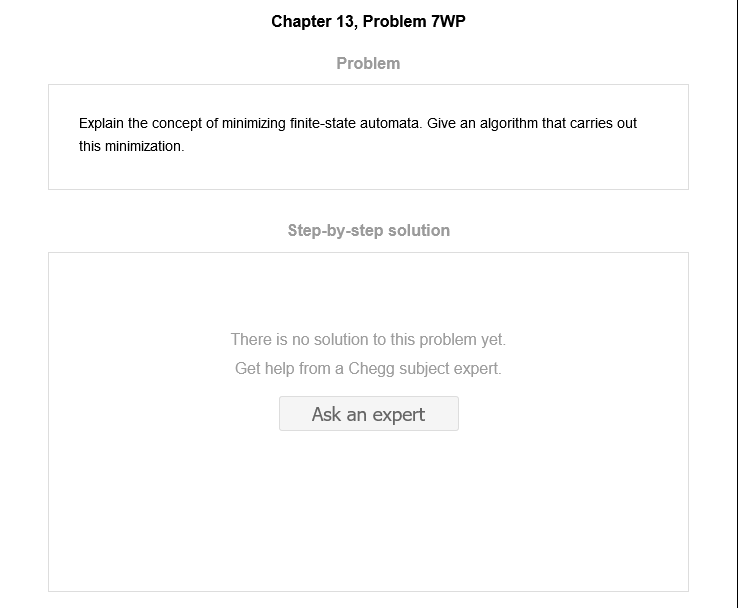 Chapter 13, Problem 7WP
Problem
Explain the concept of minimizing finite-state automata. Give an algorithm that carries out
this minimization.
Step-by-step solution
There is no solution to this problem yet.
Get help from a Chegg subject expert.
Ask an expert